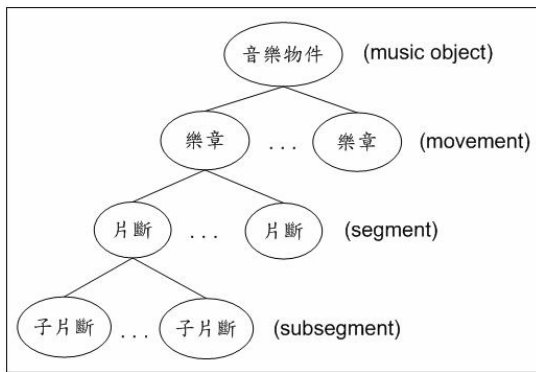 音樂物件 (music object)
樂章 ... 樂章 (movement)
片斷 ... 片斷 (segment)
子片斷 ... 子片斷 (subsegment)